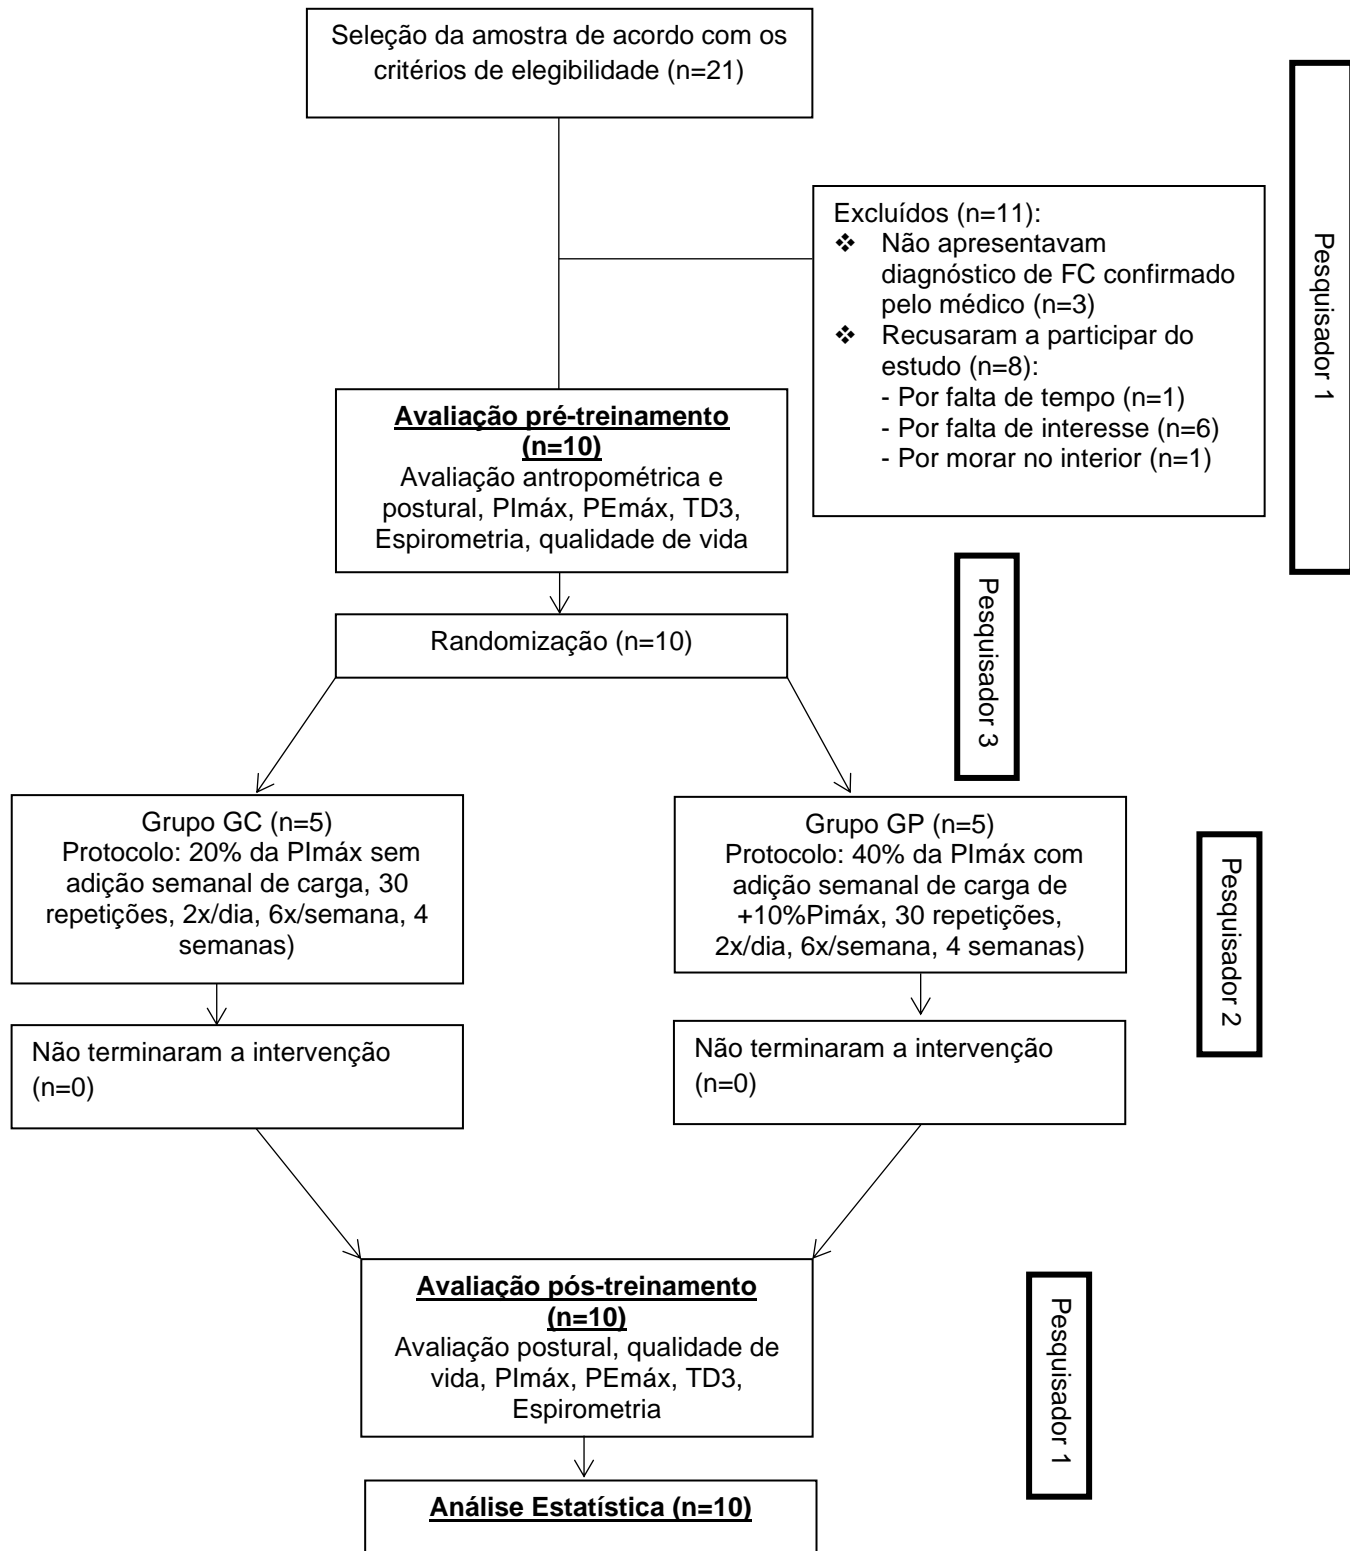 Seleção da amostra de acordo com os
critérios de elegibilidade (n=21)
Excluídos (n=11):
❖ Não apresentavam
diagnóstico de FC confirmado
pelo médico (n=3)
❖ Recusaram a participar do
estudo (n=8):
- Por falta de tempo (n=1)
- Por falta de interesse (n=6)
- Por morar no interior (n=1)
Pesquisador 1
Avaliação pré-treinamento
(n=10)
Avaliação antropométrica e
postural, PImáx, PEmáx, TD3,
Espirometria, qualidade de vida
Randomização (n=10)
Pesquisador 3
Grupo GC (n=5)
Protocolo: 20% da PImáx sem
adição semanal de carga, 30
repetições, 2x/dia, 6x/semana, 4
semanas)
Grupo GP (n=5)
Protocolo: 40% da PImáx com
adição semanal de carga de
+10%Pimáx, 30 repetições,
2x/dia, 6x/semana, 4 semanas)
Pesquisador 2
Não terminaram a intervenção
(n=0)
Não terminaram a intervenção
(n=0)
Avaliação pós-treinamento
(n=10)
Avaliação postural, qualidade de
vida, PImáx, PEmáx, TD3,
Espirometria
Pesquisador 1
Análise Estatística (n=10)